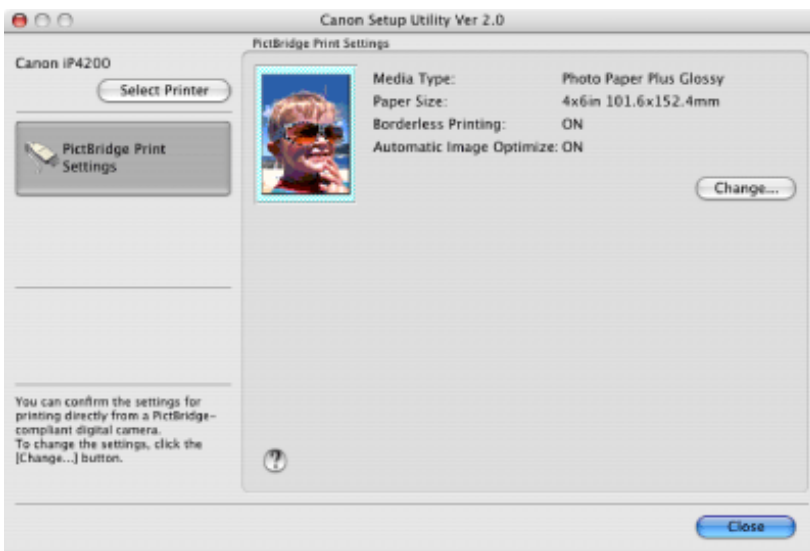 Canon Setup Utility Ver 2.0
Canon iP4200
Select Printer
PictBridge Print
Settings
You can confirm the settings for
printing directly from a PictBridge-
compliant digital camera.
To change the settings, click the
[Change...] button.
PictBridge Print Settings
Media Type: Photo Paper Plus Glossy
Paper Size: 4x6in 101.6x152.4mm
Borderless Printing: ON
Automatic Image Optimize: ON
Change...
?
Close